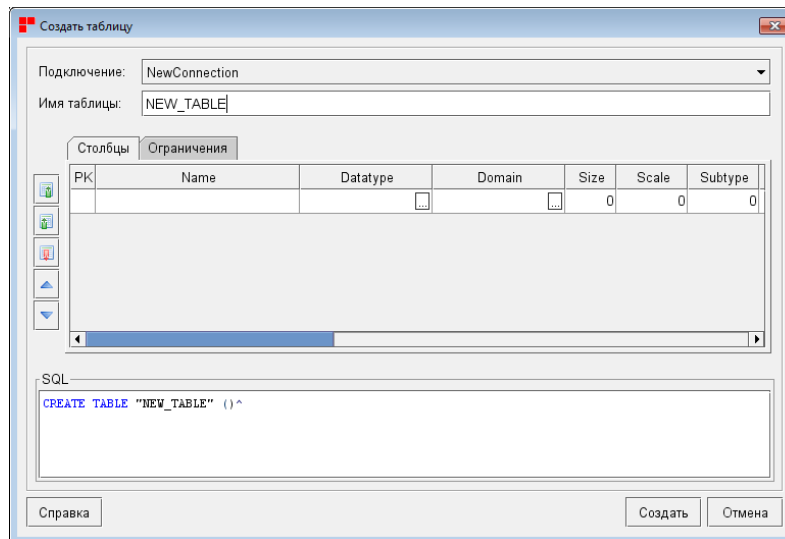 Создать таблицу
Подключение: NewConnection
Имя таблицы: NEW_TABLE
Столбцы Ограничения
PK Name Datatype Domain Size Scale Subtype
... ... 0 0 0
SQL
CREATE TABLE "NEW_TABLE" ()^
Справка Создать Отмена